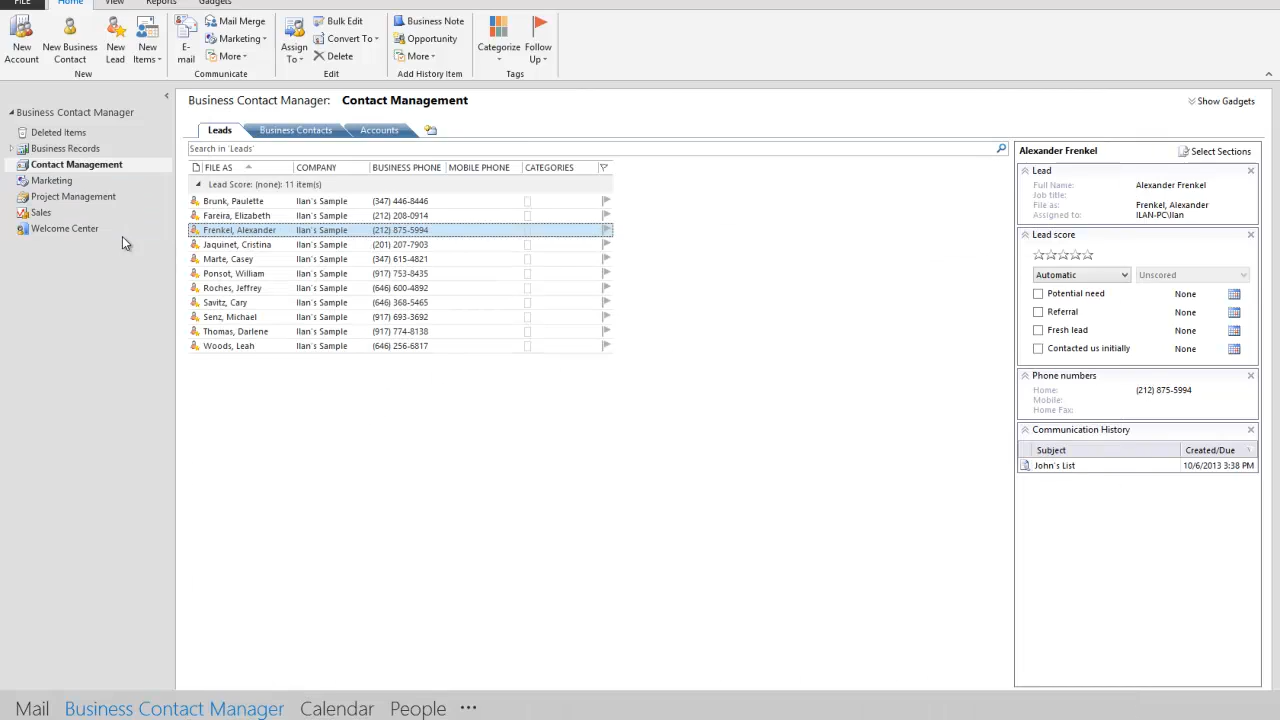 FILE Home View Reports Gadgets
New Account
New Business Contact
New Lead
New Items
E-mail
Mail Merge
Marketing
More
Assign To
Bulk Edit
Convert To
Delete
Business Note
Opportunity
More
Categorize
Follow Up
New Communicate Edit Add History Item Tags
Business Contact Manager
Deleted Items
Business Records
Contact Management
Marketing
Project Management
Sales
Welcome Center
Business Contact Manager: Contact Management
Show Gadgets
Leads Business Contacts Accounts
Search in 'Leads'
FILE AS COMPANY BUSINESS PHONE MOBILE PHONE CATEGORIES
Lead Score: (none): 11 item(s)
Brunk, Paulette Ilan's Sample (347) 446-8446
Fareira, Elizabeth Ilan's Sample (212) 208-0914
Frenkel, Alexander Ilan's Sample (212) 875-5994
Jaquinet, Cristina Ilan's Sample (201) 207-7903
Marte, Casey Ilan's Sample (347) 615-4821
Ponsot, William Ilan's Sample (917) 753-8435
Roches, Jeffrey Ilan's Sample (646) 600-4892
Savitz, Cary Ilan's Sample (646) 368-5465
Senz, Michael Ilan's Sample (917) 693-3692
Thomas, Darlene Ilan's Sample (917) 774-8138
Woods, Leah Ilan's Sample (646) 256-6817
Alexander Frenkel Select Sections
Lead
Full Name: Alexander Frenkel
Job title:
File as: Frenkel, Alexander
Assigned to: ILAN-PC\Ilan
Lead score
Automatic Unscored
Potential need None
Referral None
Fresh lead None
Contacted us initially None
Phone numbers
Home: (212) 875-5994
Mobile:
Home Fax:
Communication History
Subject Created/Due
John's List 10/6/2013 3:38 PM
Mail Business Contact Manager Calendar People •••